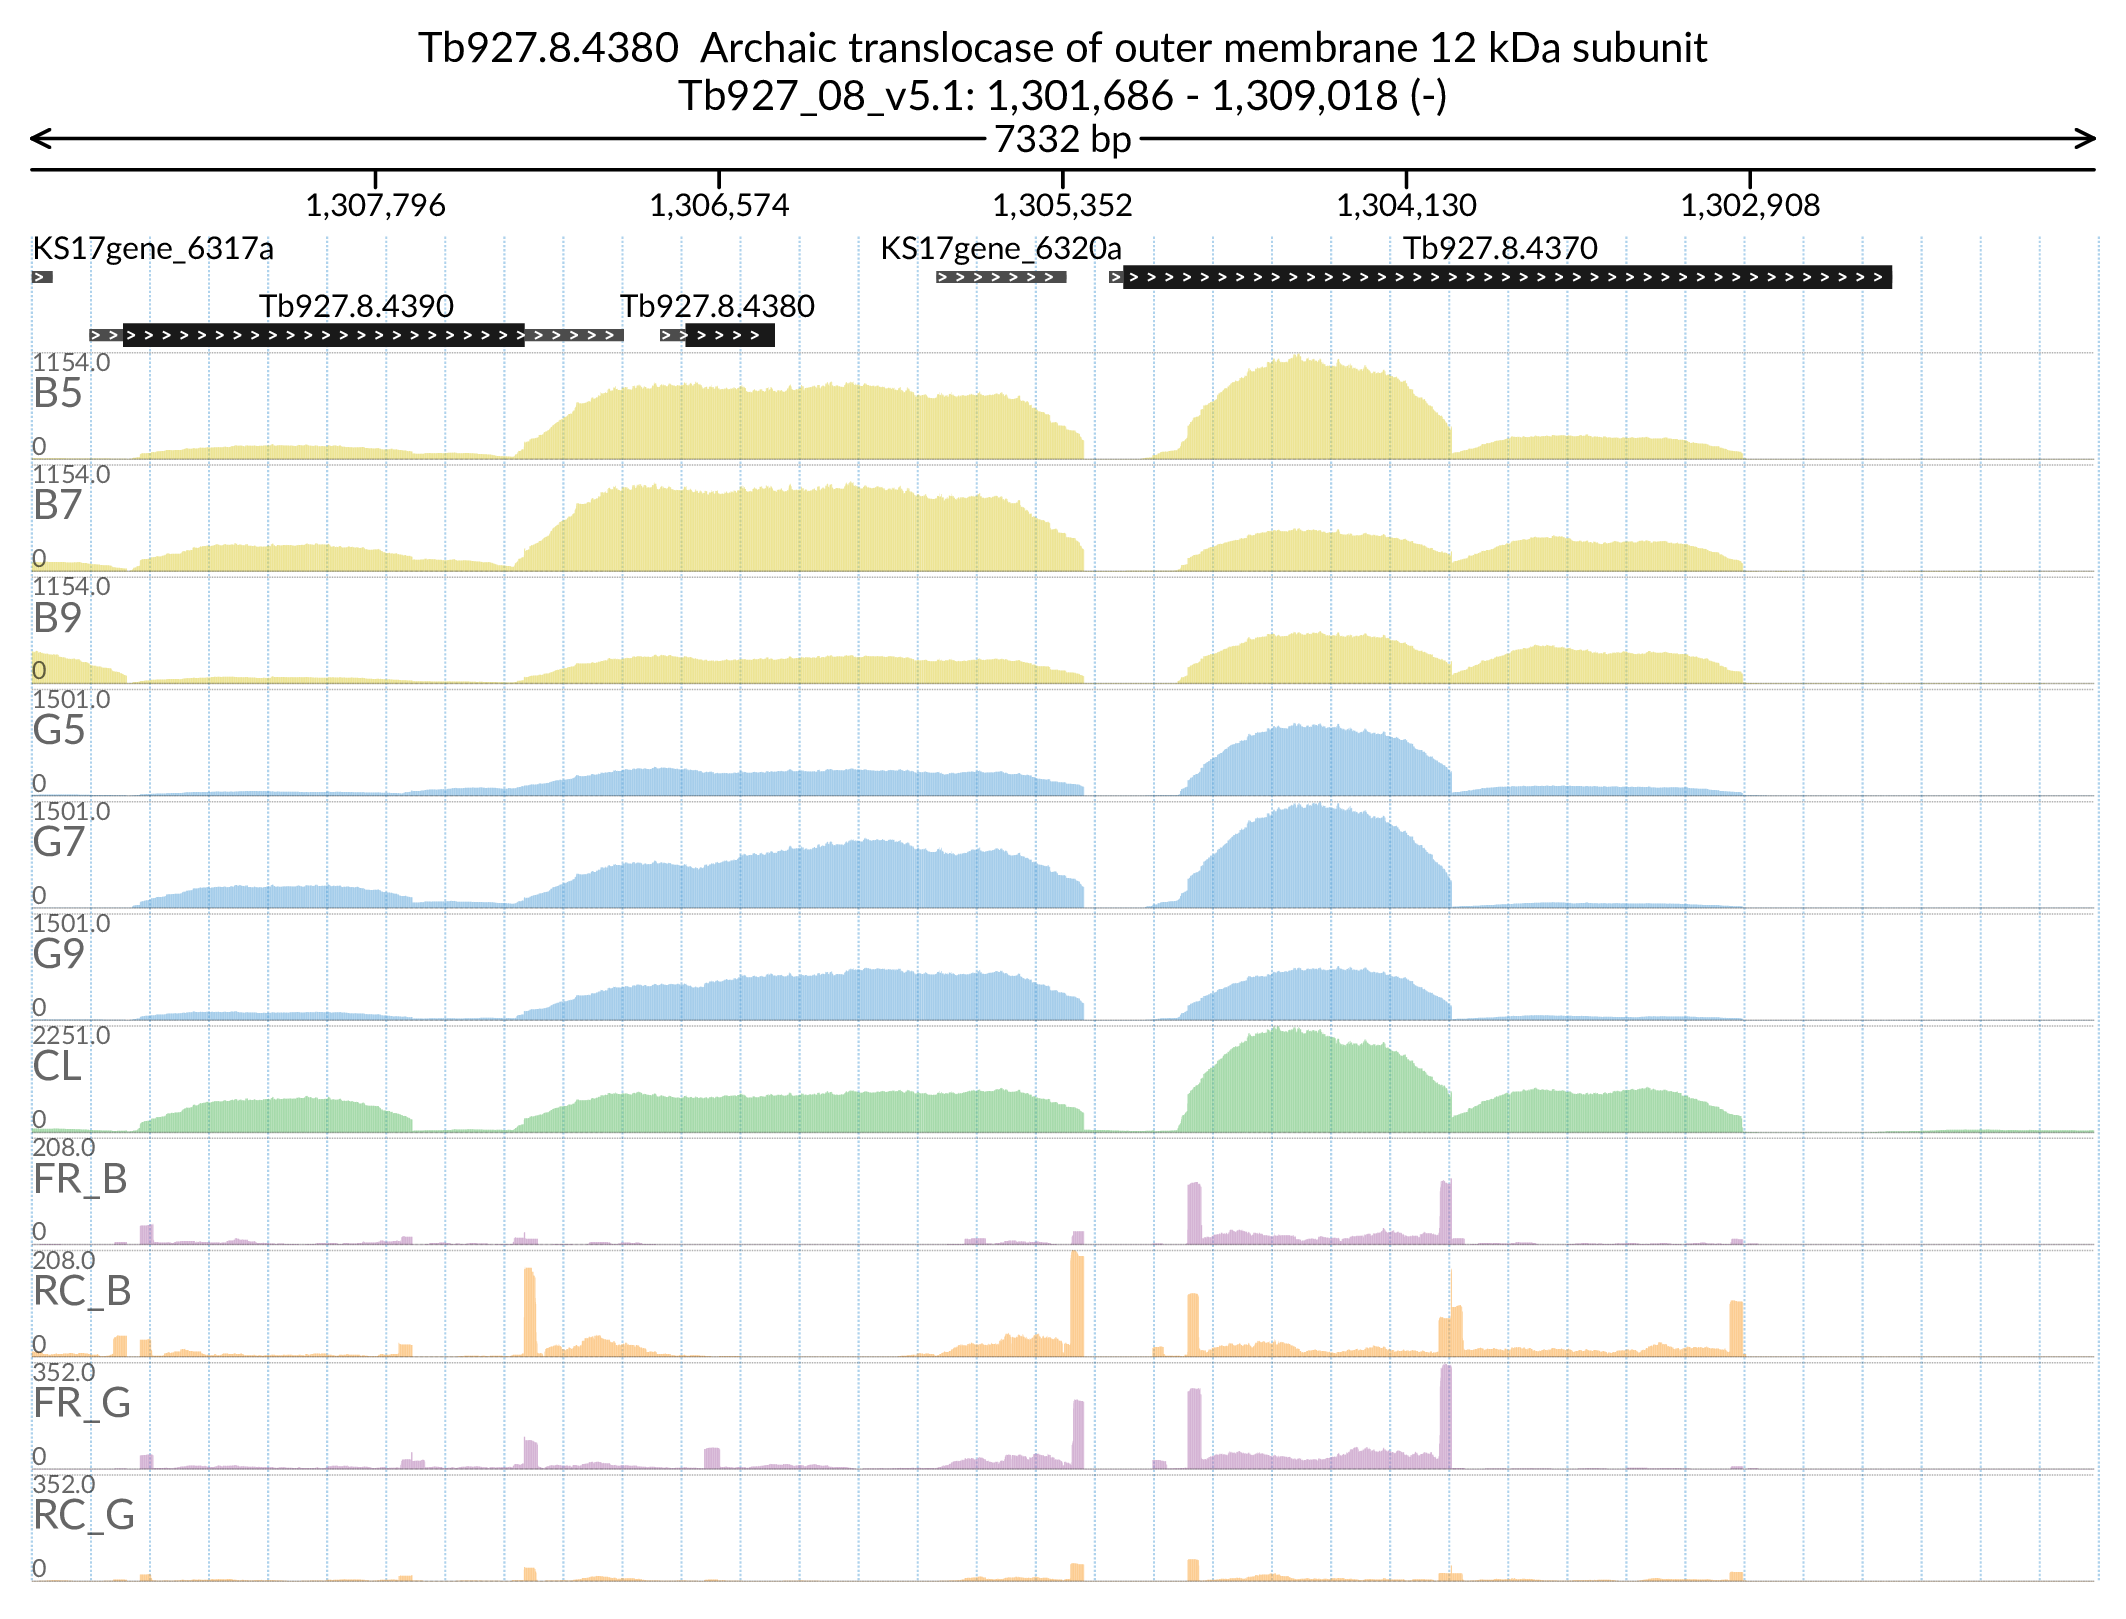 Tb927.8.4380 Archaic translocase of outer membrane 12 kDa subunit
Tb927_08_v5.1: 1,301,686 - 1,309,018 (-)
7332 bp
1,307,796 1,306,574 1,305,352 1,304,130 1,302,908
KS17gene_6317a KS17gene_6320a Tb927.8.4370
Tb927.8.4390 Tb927.8.4380
1154.0
B5
0
1154.0
B7
0
1154.0
B9
0
1501.0
G5
0
1501.0
G7
0
1501.0
G9
0
2251.0
CL
0
208.0
FR_B
0
208.0
RC_B
0
352.0
FR_G
0
352.0
RC_G
0